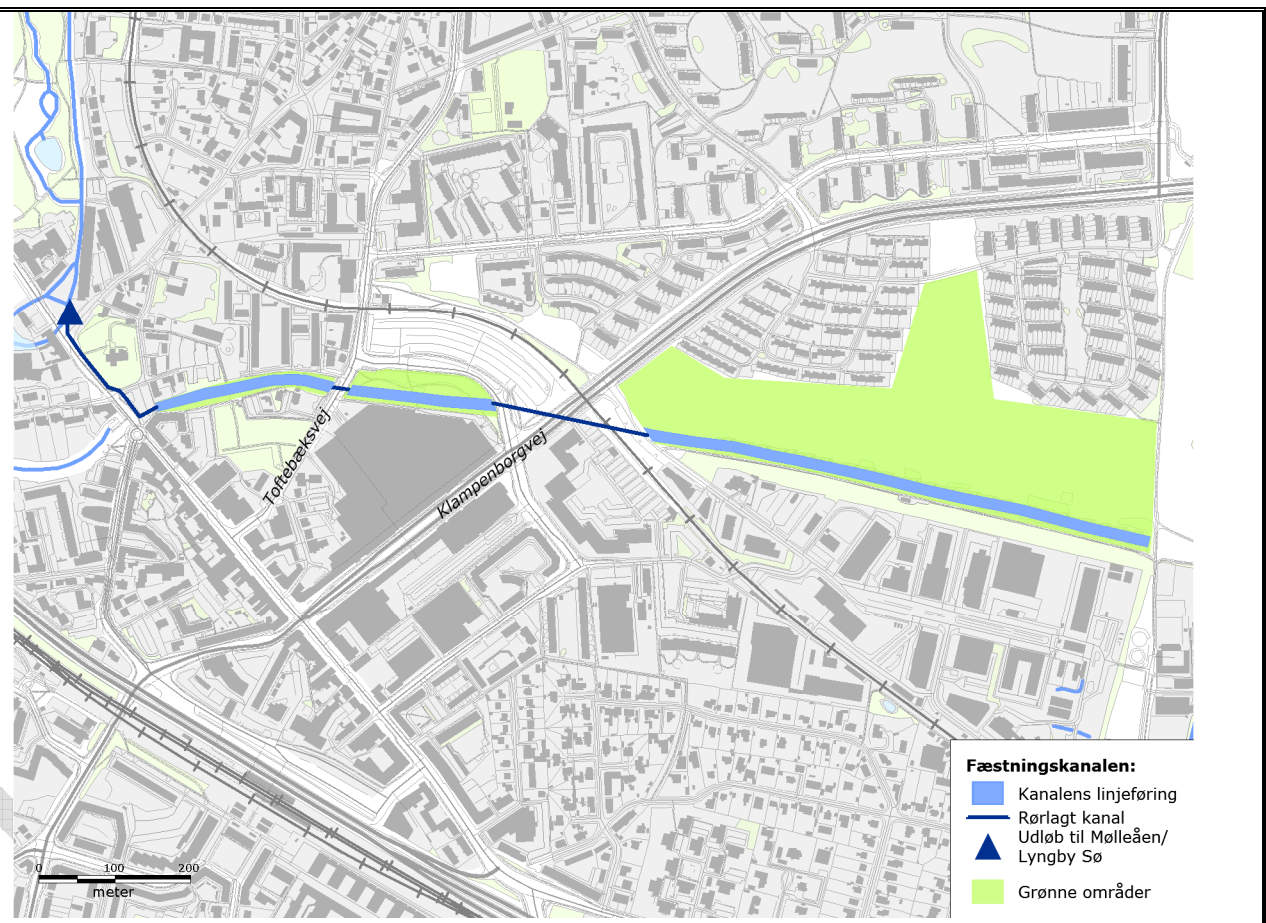 Toftebæksvej
Klampenborgvej
0 100 200
meter
Fæstningskanalen:
Kanalens linjeføring
Rørlagt kanal
Udløb til Mølleåen/
Lyngby Sø
Grønne områder